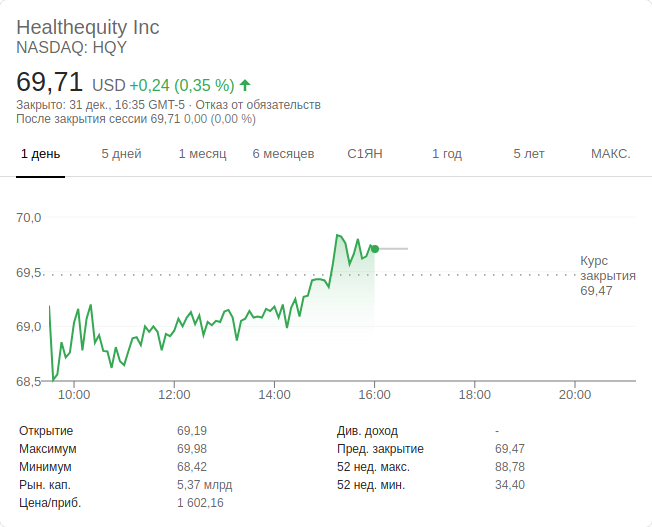 Healthequity Inc
NASDAQ: HQY
69,71 USD +0,24 (0,35 %)
Закрыто: 31 дек., 16:35 GMT-5 · Отказ от обязательств
После закрытия сессии 69,71 0,00 (0,00 %)
1 день 5 дней 1 месяц 6 месяцев С1ЯН 1 год 5 лет МАКС.
70,0
Курс
закрытия
69,47
69,5
69,0
68,5
10:00 12:00 14:00 16:00 18:00 20:00
Открытие 69,19 Див. доход -
Максимум 69,98 Пред. закрытие 69,47
Минимум 68,42 52 нед. макс. 88,78
Рын. кап. 5,37 млрд 52 нед. мин. 34,40
Цена/приб. 1 602,16